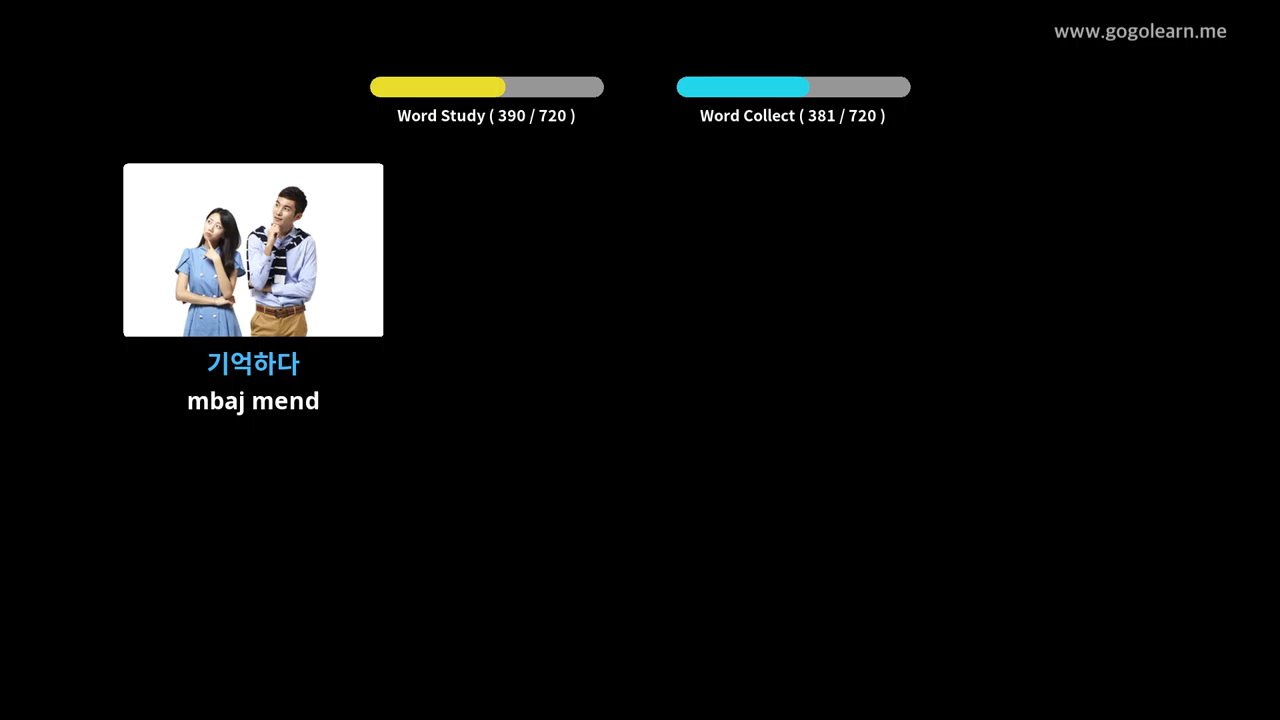 www.gogolearn.me
Word Study ( 390 / 720 )
Word Collect ( 381 / 720 )
기억하다
mbaj mend